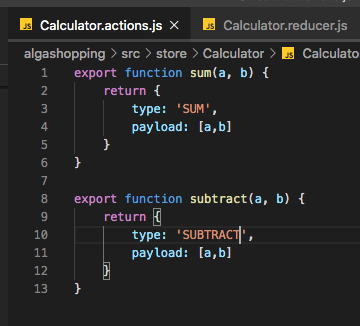 JS Calculator.actions.js × JS Calculator.reducer.js
algashopping > src > store > Calculator > JS Calculato
1 export function sum(a, b) {
2 return {
3 type: 'SUM',
4 payload: [a,b]
5 }
6 }
7
8 export function subtract(a, b) {
9 return {
10 type: 'SUBTRACT',
11 payload: [a,b]
12 }
13 }